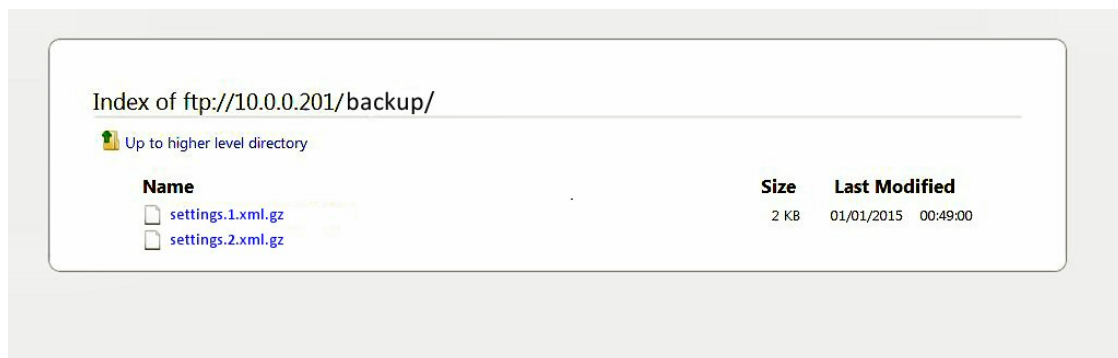 Index of ftp://10.0.0.201/backup/
Up to higher level directory
Name Size Last Modified
settings.1.xml.gz 2 KB 01/01/2015 00:49:00
settings.2.xml.gz